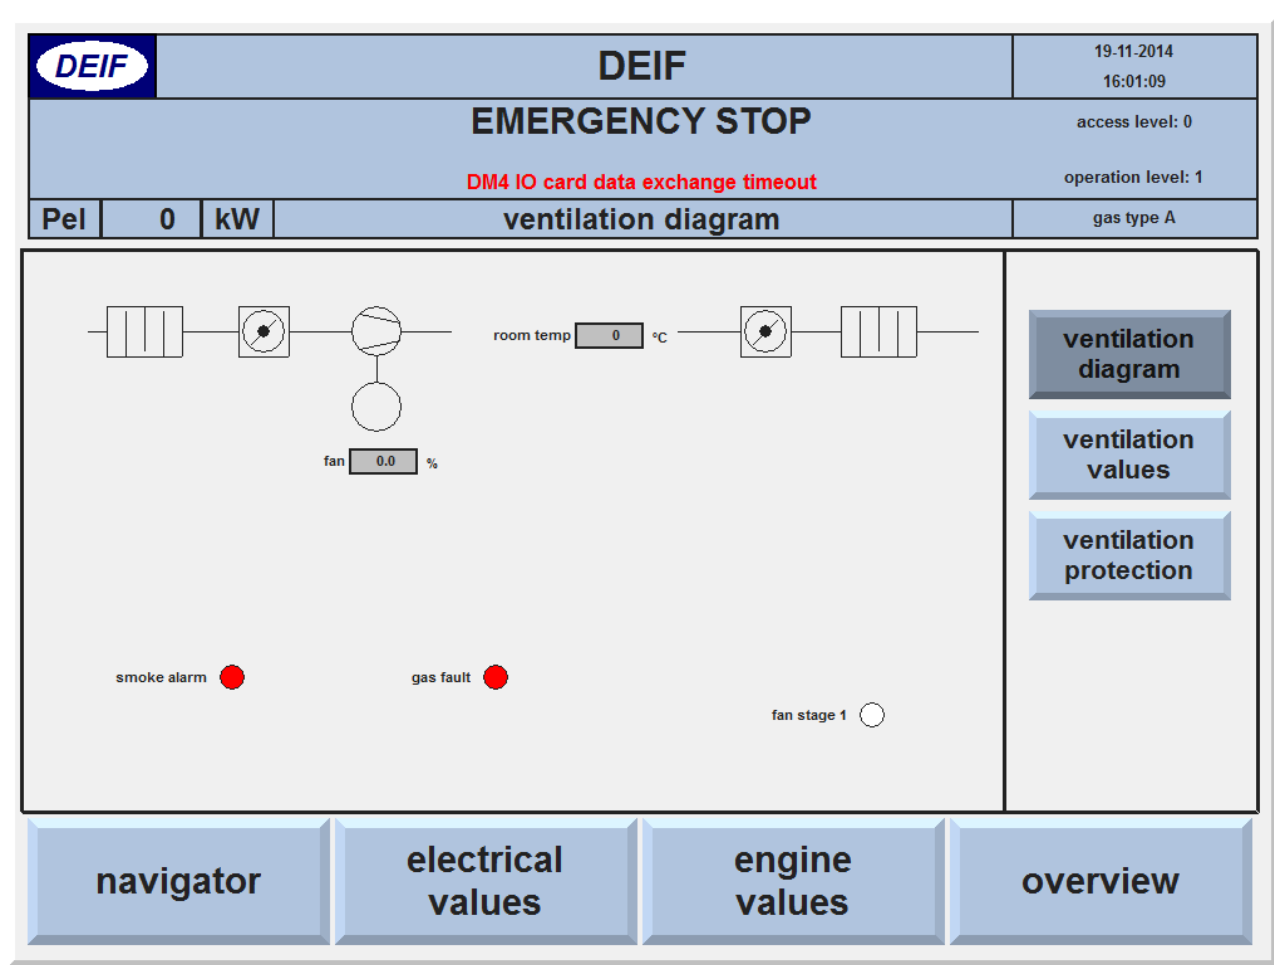 DEIF
DEIF
19-11-2014
16:01:09
EMERGENCY STOP
access level: 0
DM4 IO card data exchange timeout
operation level: 1
Pel 0 kW
ventilation diagram
gas type A
room temp 0 °C
fan 0.0 %
smoke alarm
gas fault
fan stage 1
ventilation
diagram
ventilation
values
ventilation
protection
navigator
electrical
values
engine
values
overview